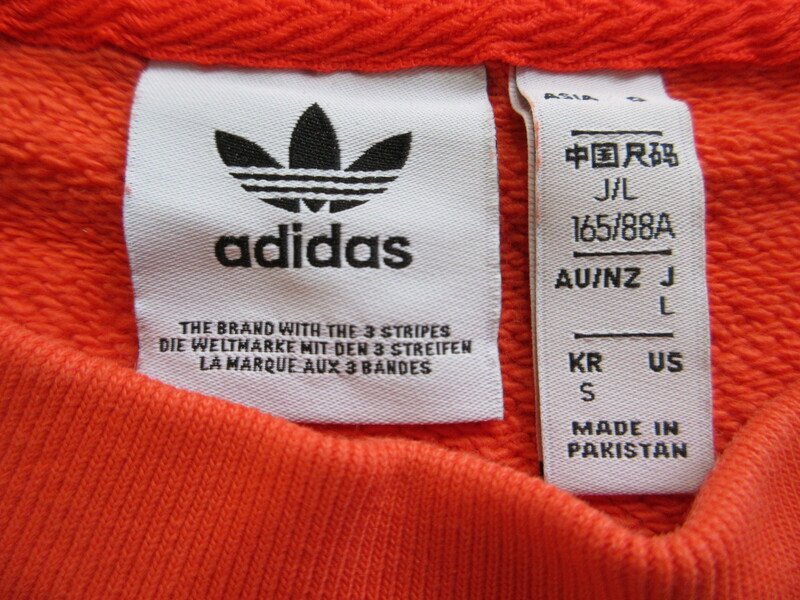 adidas
THE BRAND WITH THE 3 STRIPES
DIE WELTMARKE MIT DEN 3 STREIFEN
LA MARQUE AUX 3 BANDES
ASIA
中国尺码
J/L
165/88A
AU/NZ J
L
KR US
S
MADE IN
PAKISTAN